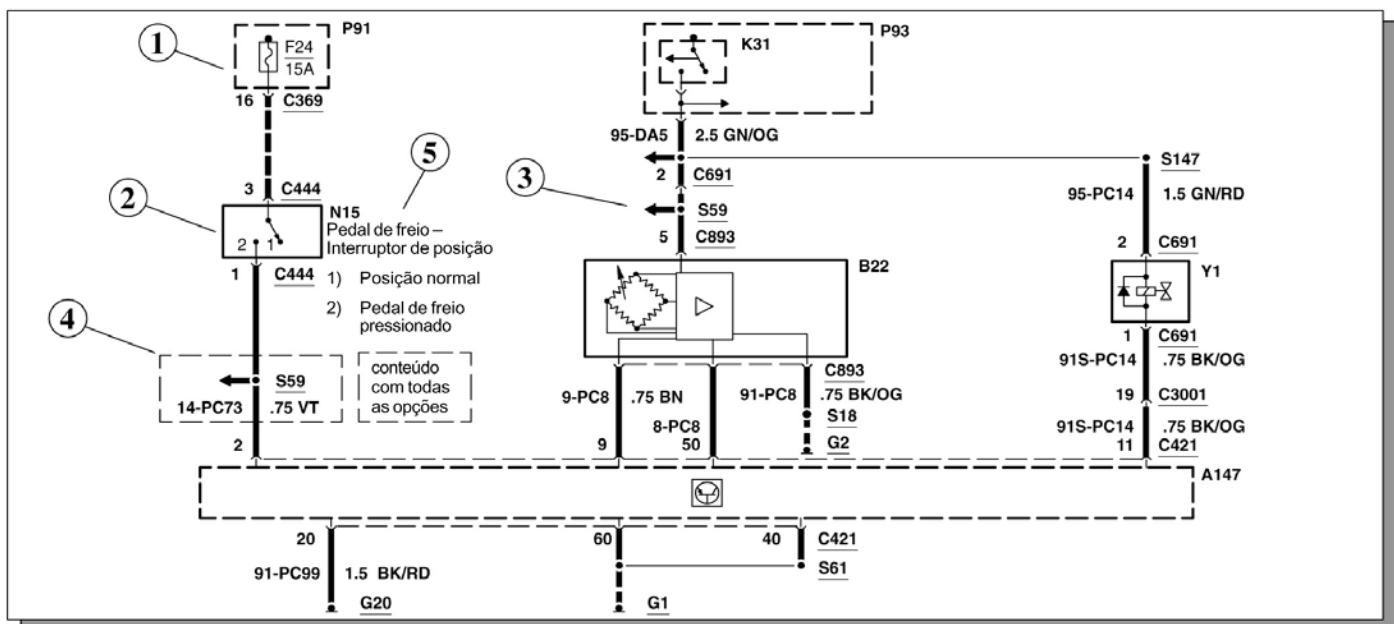 1
F24
15A
P91
16 C369
K31
P93
95-DA5 2.5 GN/OG
5
3
2 C691
S147
2
3 C444
S59
95-PC14 1.5 GN/RD
N15
Pedal de freio –
Interruptor de posição
2 1
5 C893
2 C691
1 C444
1) Posição normal
2) Pedal de freio
pressionado
B22
Y1
4
1 C691
91S-PC14 .75 BK/OG
S59
14-PC73 .75 VT
conteúdo
com todas
as opções
C893
9-PC8 .75 BN
91-PC8 .75 BK/OG
19 C3001
S18
8-PC8
91S-PC14 .75 BK/OG
2
9
50
G2
11 C421
A147
20
60
40 C421
91-PC99 1.5 BK/RD
S61
G20
G1